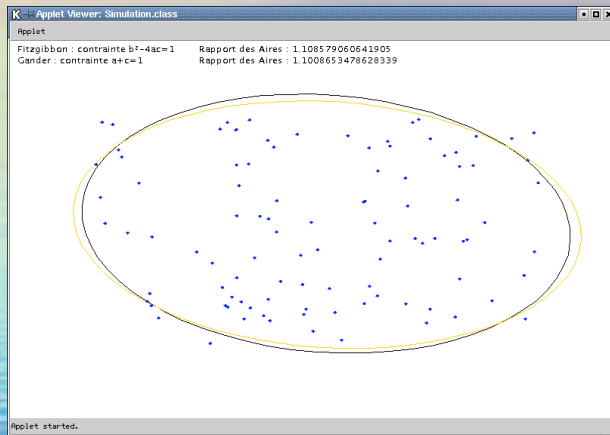 Applet Viewer: Simulation.class
Applet
Fitzgibbon : contrainte b²-4ac=1 Rapport des Aires : 1.108579060641905
Gander : contrainte a+c=1 Rapport des Aires : 1.1008653478628339
Applet started.